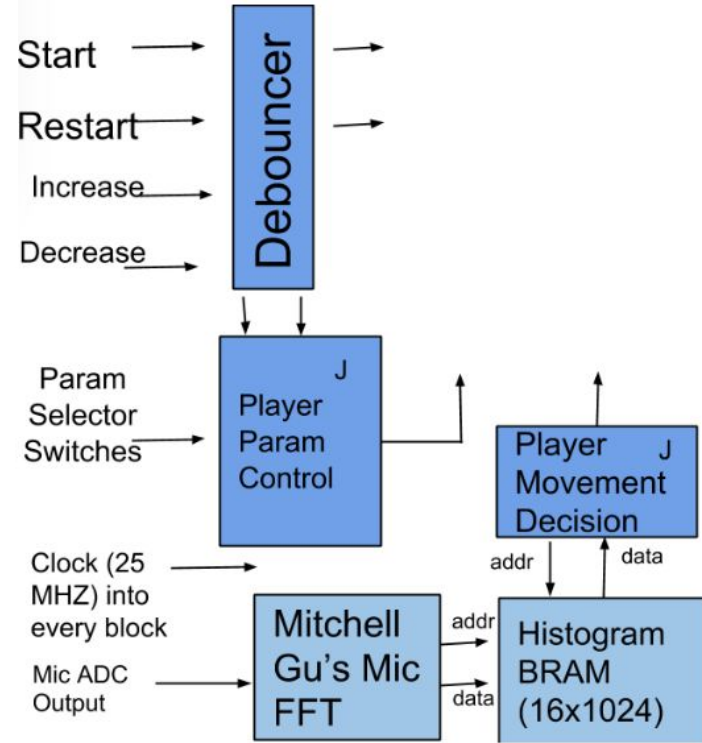 Start
Restart
Increase
Decrease
Debouncer
Param
Selector
Switches
J
Player
Param
Control
Player J
Movement
Decision
addr
data
Clock (25
MHZ) into
every block
Mic ADC
Output
Mitchell
Gu's Mic
FFT
addr
data
Histogram
BRAM
(16x1024)